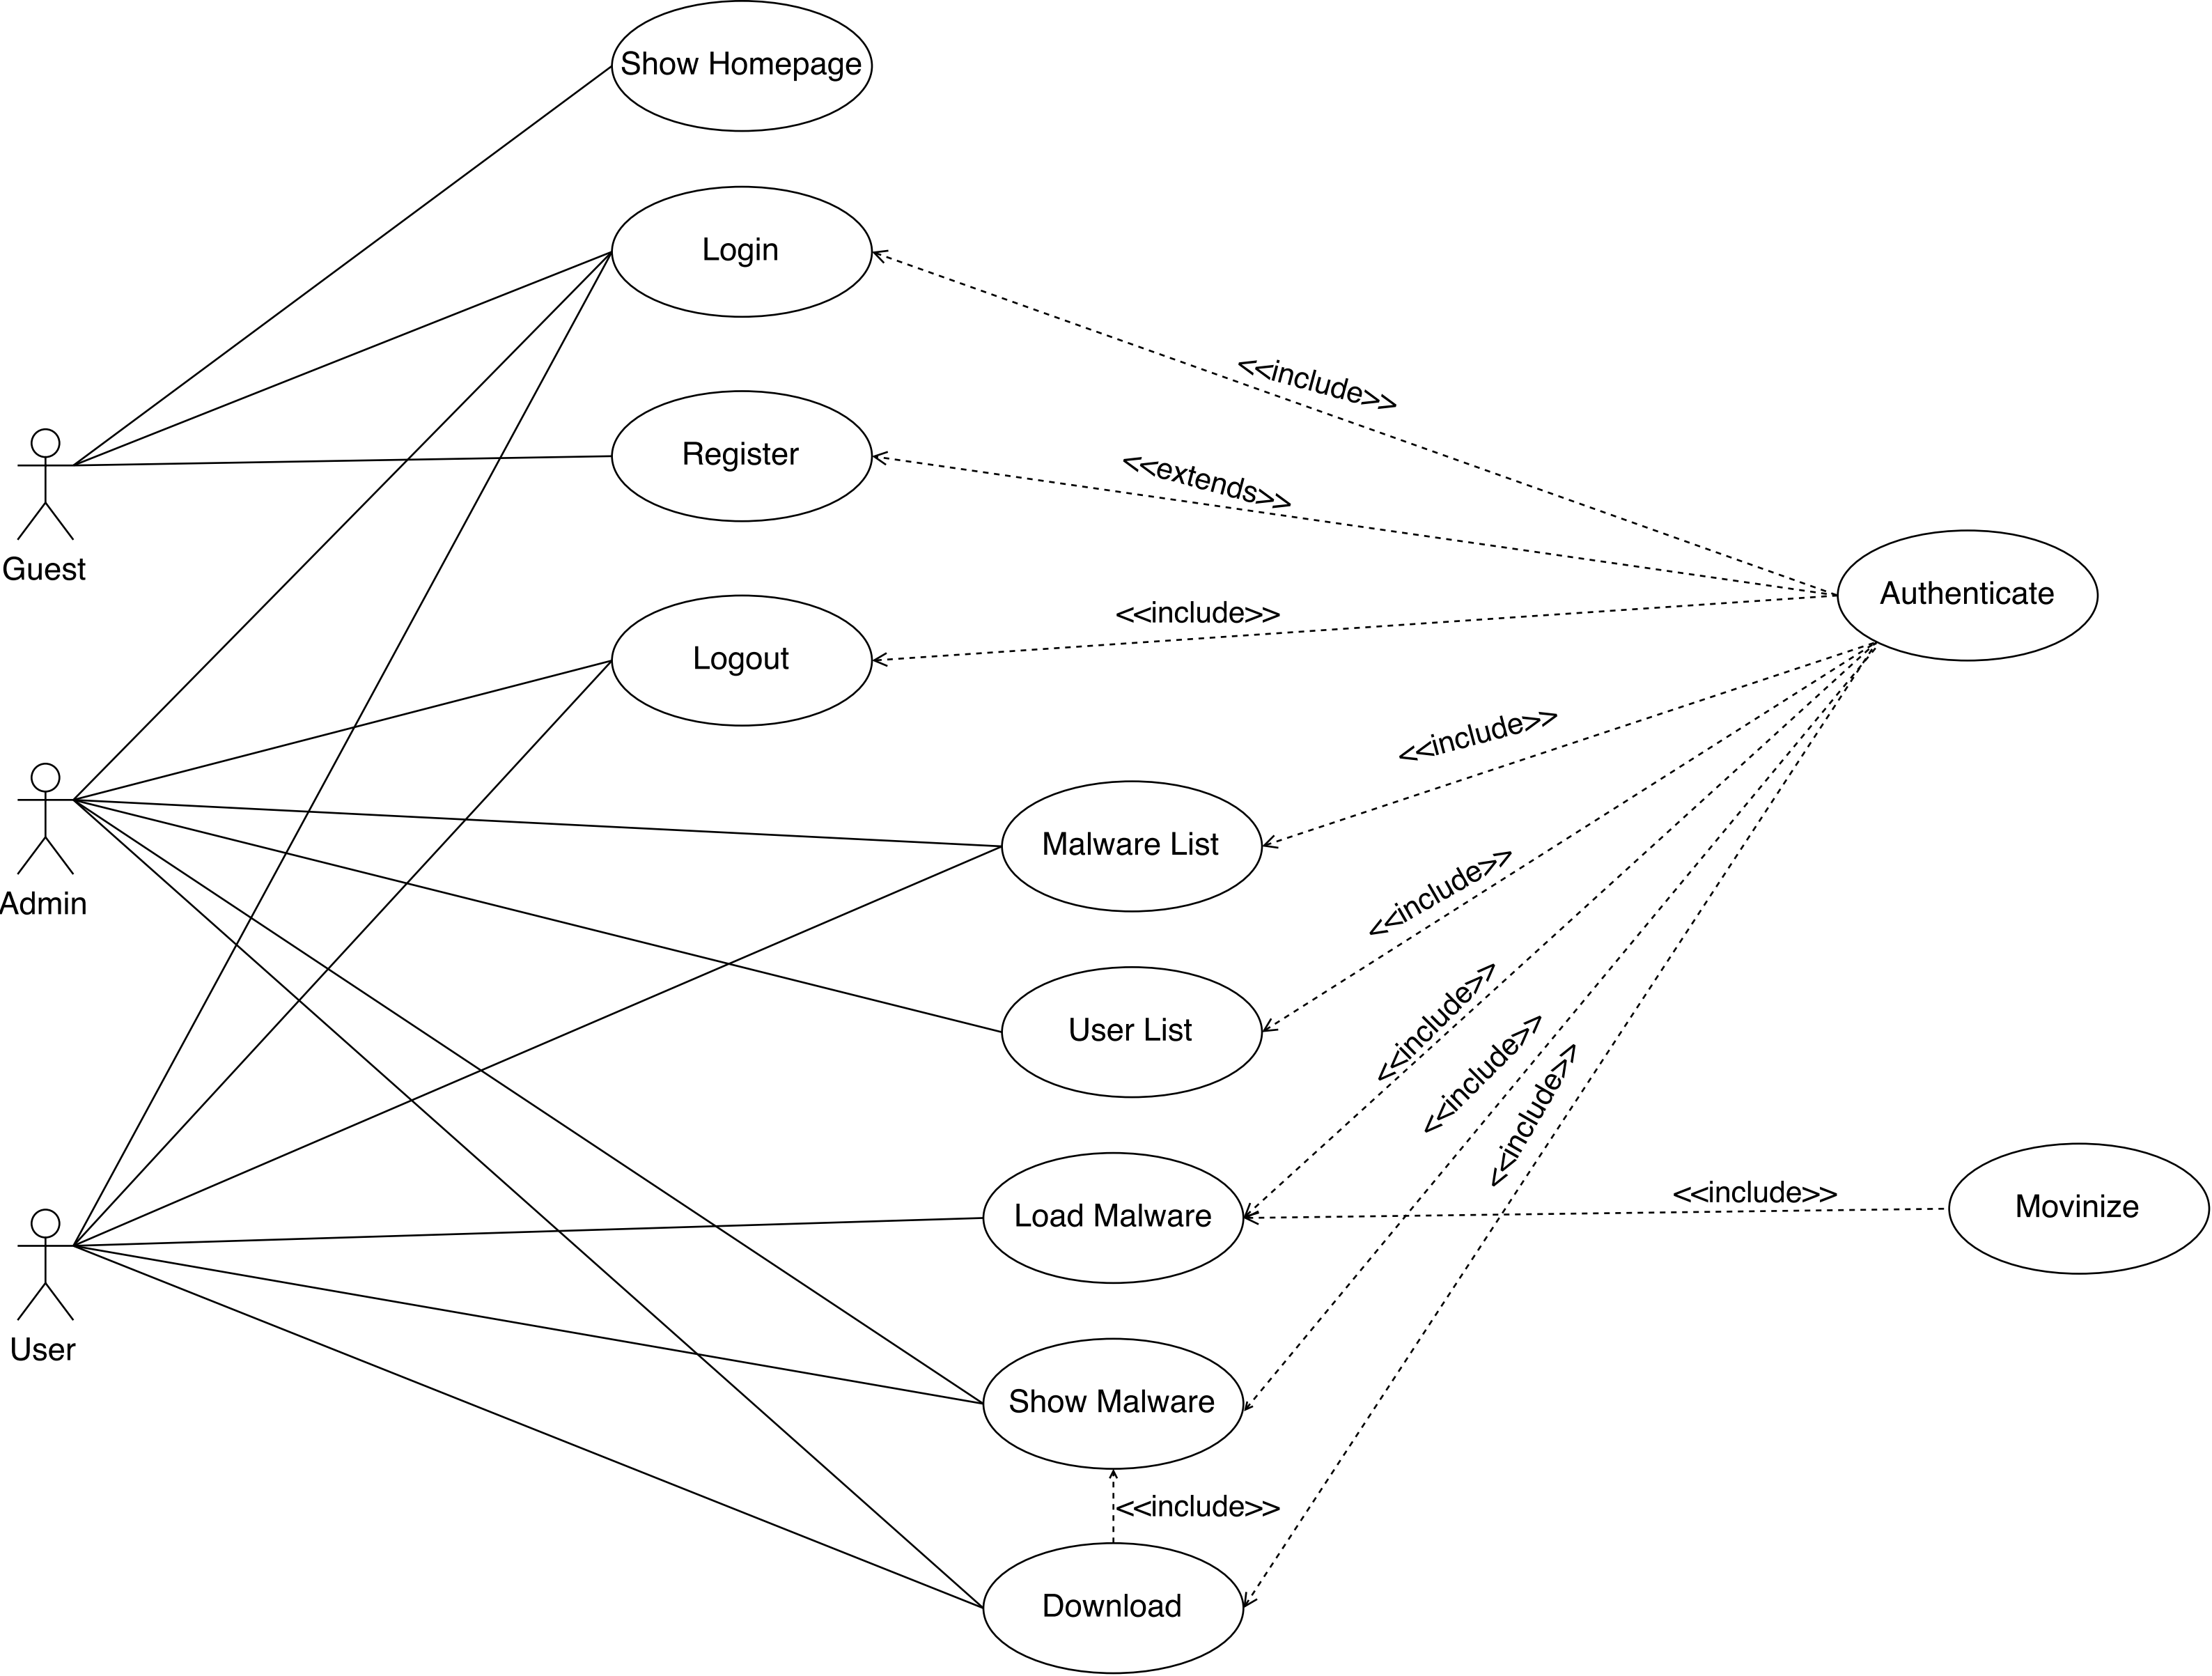 Show Homepage
Login
<<include>>
Register
<<extends>>
Guest
Authenticate
<<include>>
Logout
<<include>>
Malware List
Admin
<<include>>
User List
<<include>>
<<include>>
<<include>>
<<include>>
Movinize
Load Malware
User
Show Malware
<<include>>
Download